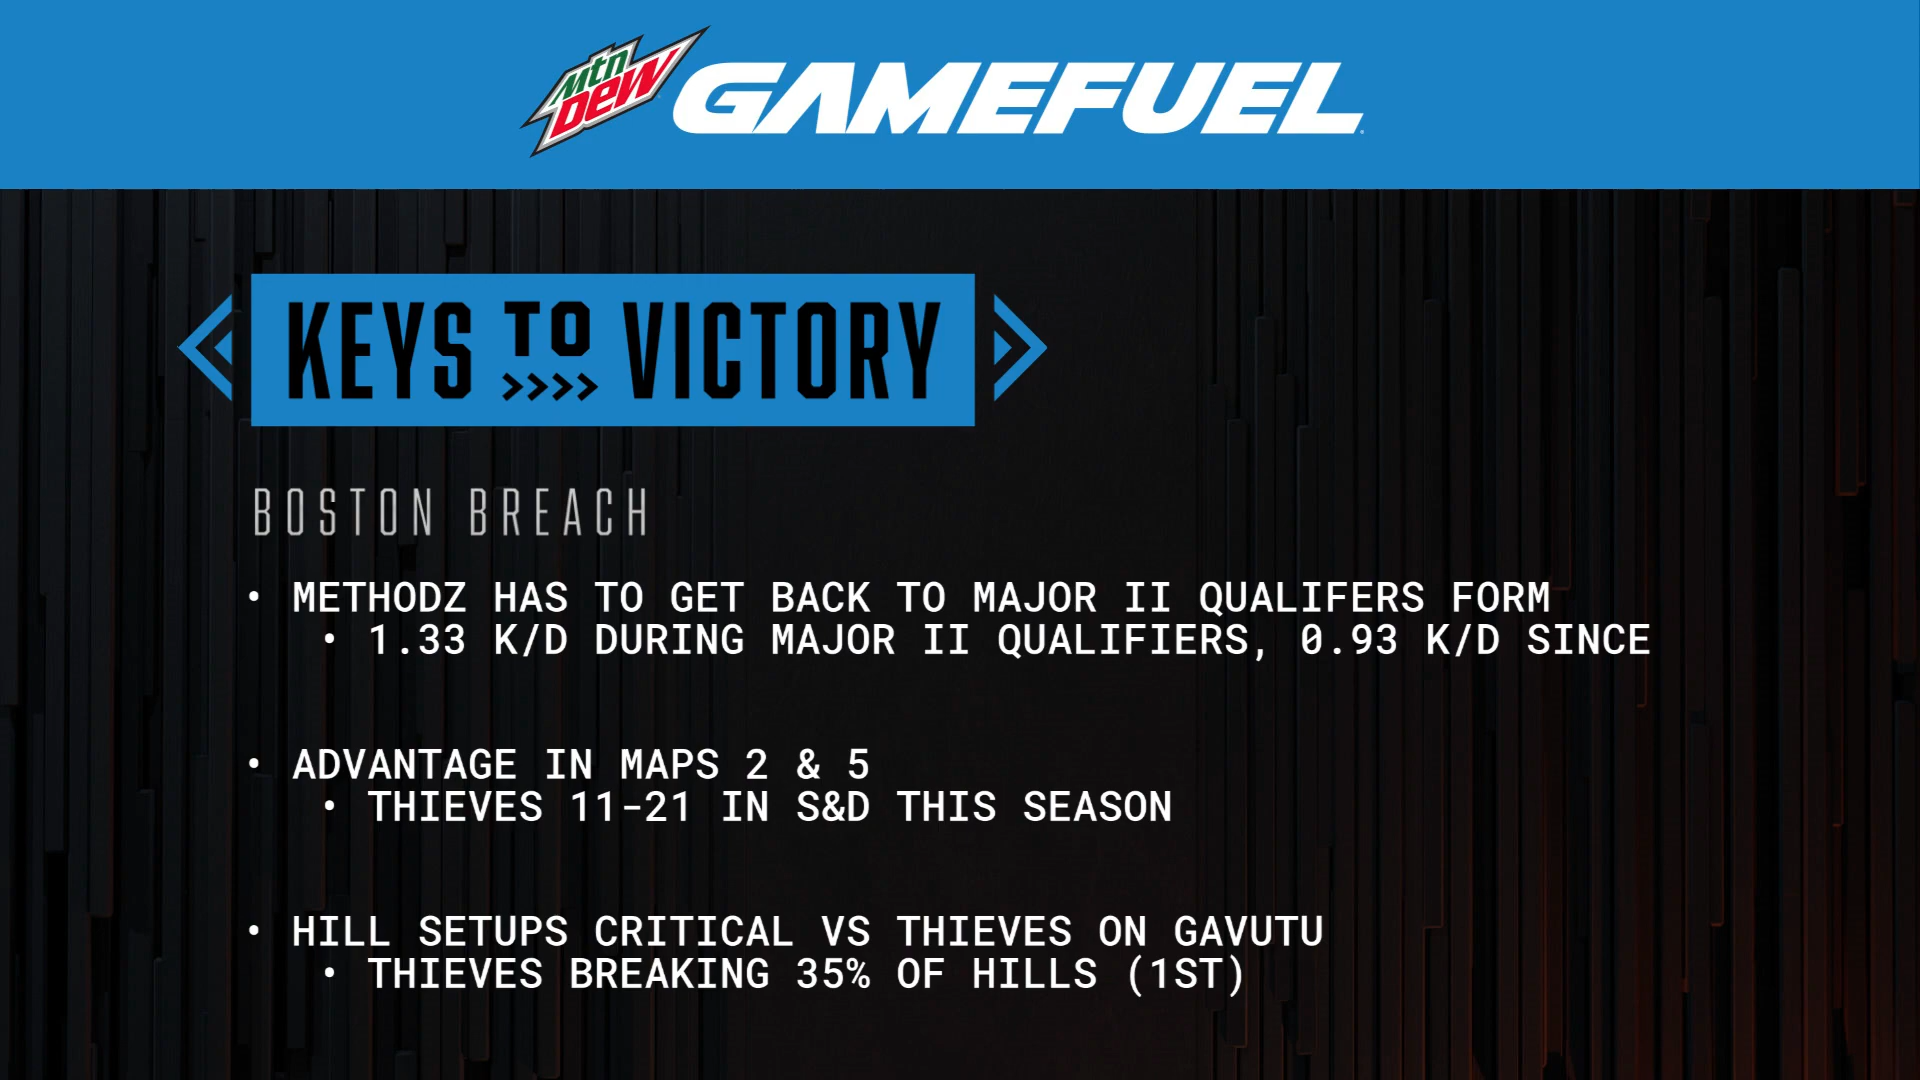 mtn DEW GAMEFUEL
KEYS TO VICTORY
BOSTON BREACH
• METHODZ HAS TO GET BACK TO MAJOR II QUALIFERS FORM
• 1.33 K/D DURING MAJOR II QUALIFIERS, 0.93 K/D SINCE
• ADVANTAGE IN MAPS 2 & 5
• THIEVES 11-21 IN S&D THIS SEASON
• HILL SETUPS CRITICAL VS THIEVES ON GAVUTU
• THIEVES BREAKING 35% OF HILLS (1ST)